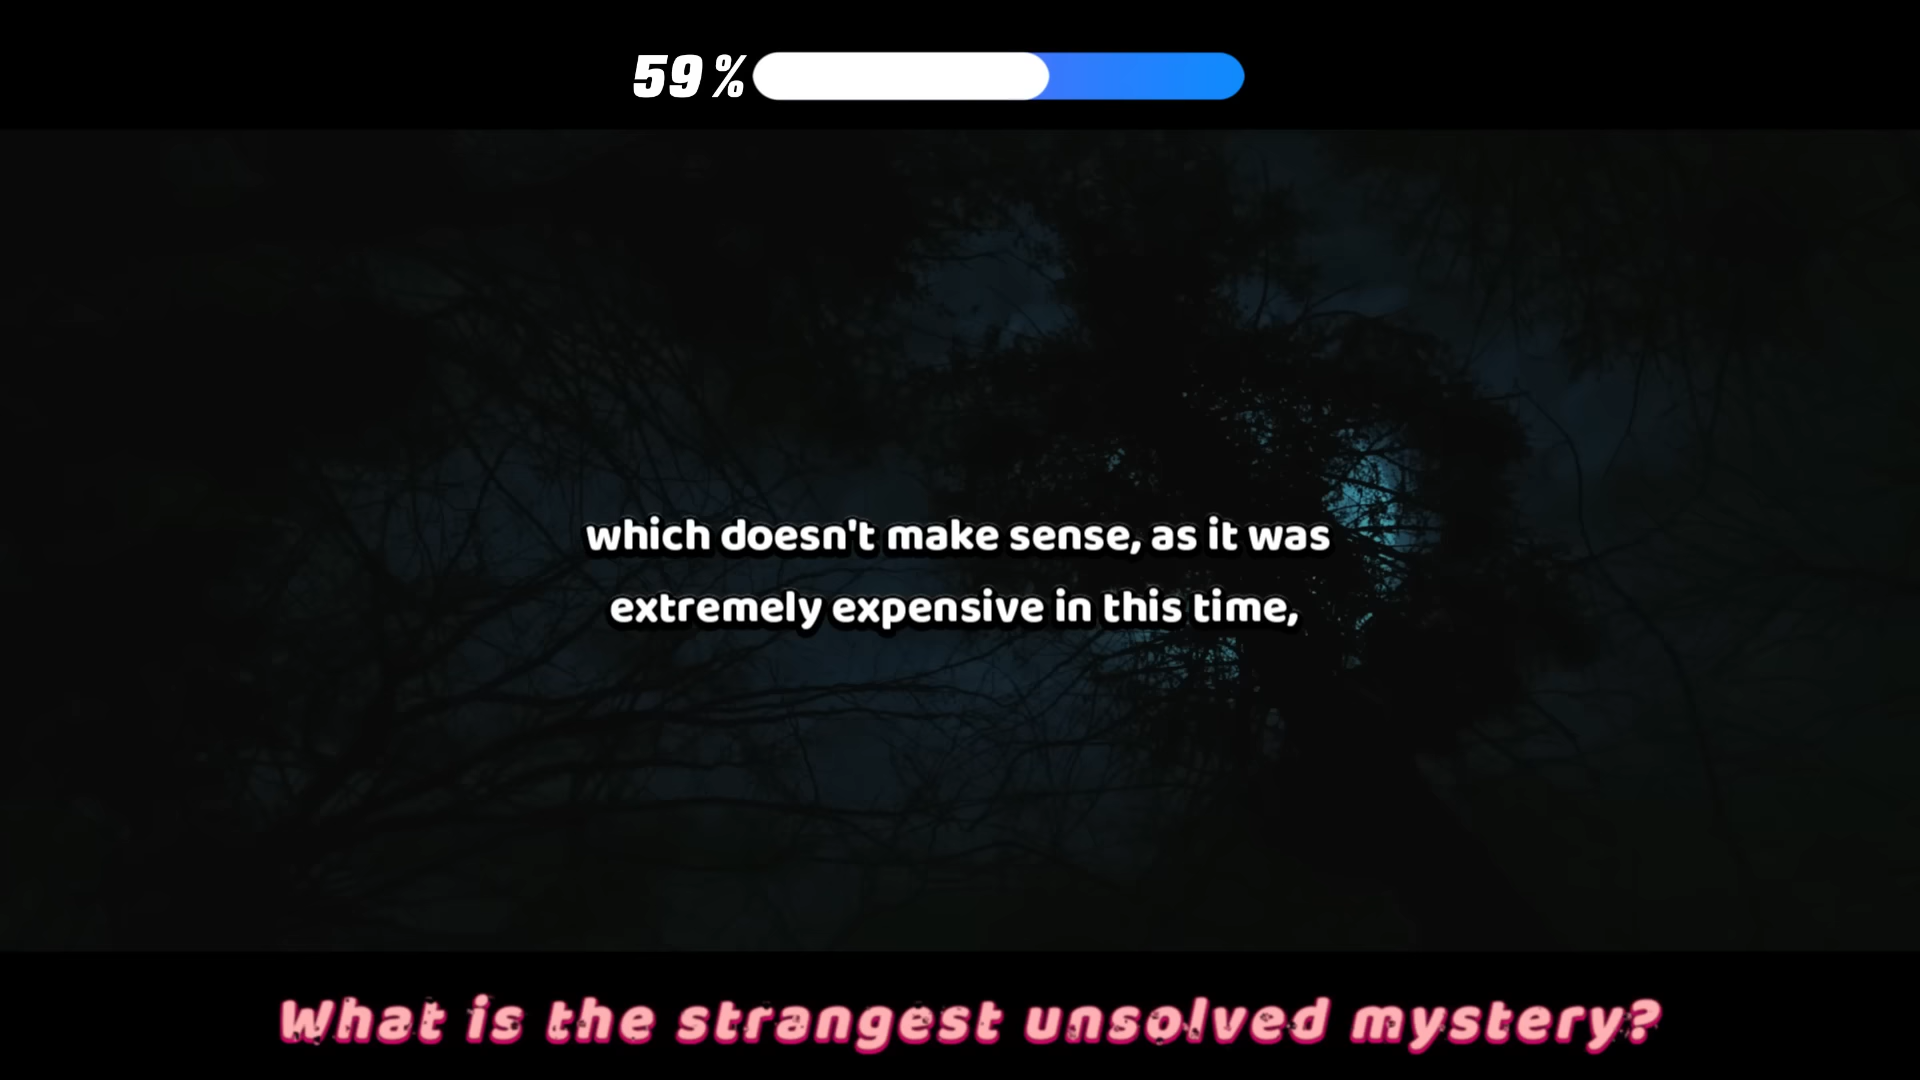 59%
which doesn't make sense, as it was
extremely expensive in this time,
What is the strangest unsolved mystery?